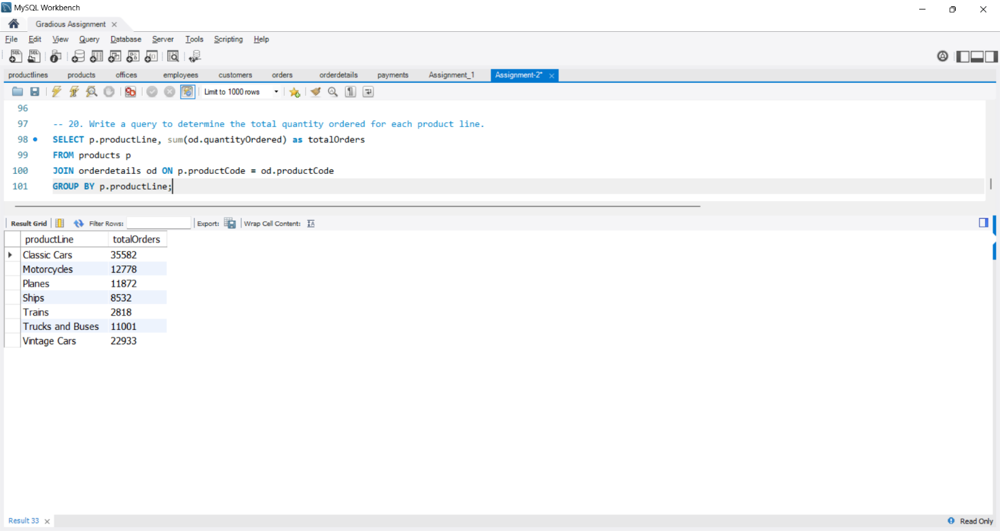 MySQL Workbench
Gradious Assignment
File Edit View Query Database Server Tools Scripting Help
productlines products offices employees customers orders orderdetails payments Assignment_1 Assignment-2*
Limit to 1000 rows
96
97 -- 20. Write a query to determine the total quantity ordered for each product line.
98 SELECT p.productLine, sum(od.quantityOrdered) as totalOrders
99 FROM products p
100 JOIN orderdetails od ON p.productCode = od.productCode
101 GROUP BY p.productLine;
Result Grid Filter Rows: Export: Wrap Cell Content:
productLine totalOrders
Classic Cars 35582
Motorcycles 12778
Planes 11872
Ships 8532
Trains 2818
Trucks and Buses 11001
Vintage Cars 22933
Result 33 Read Only